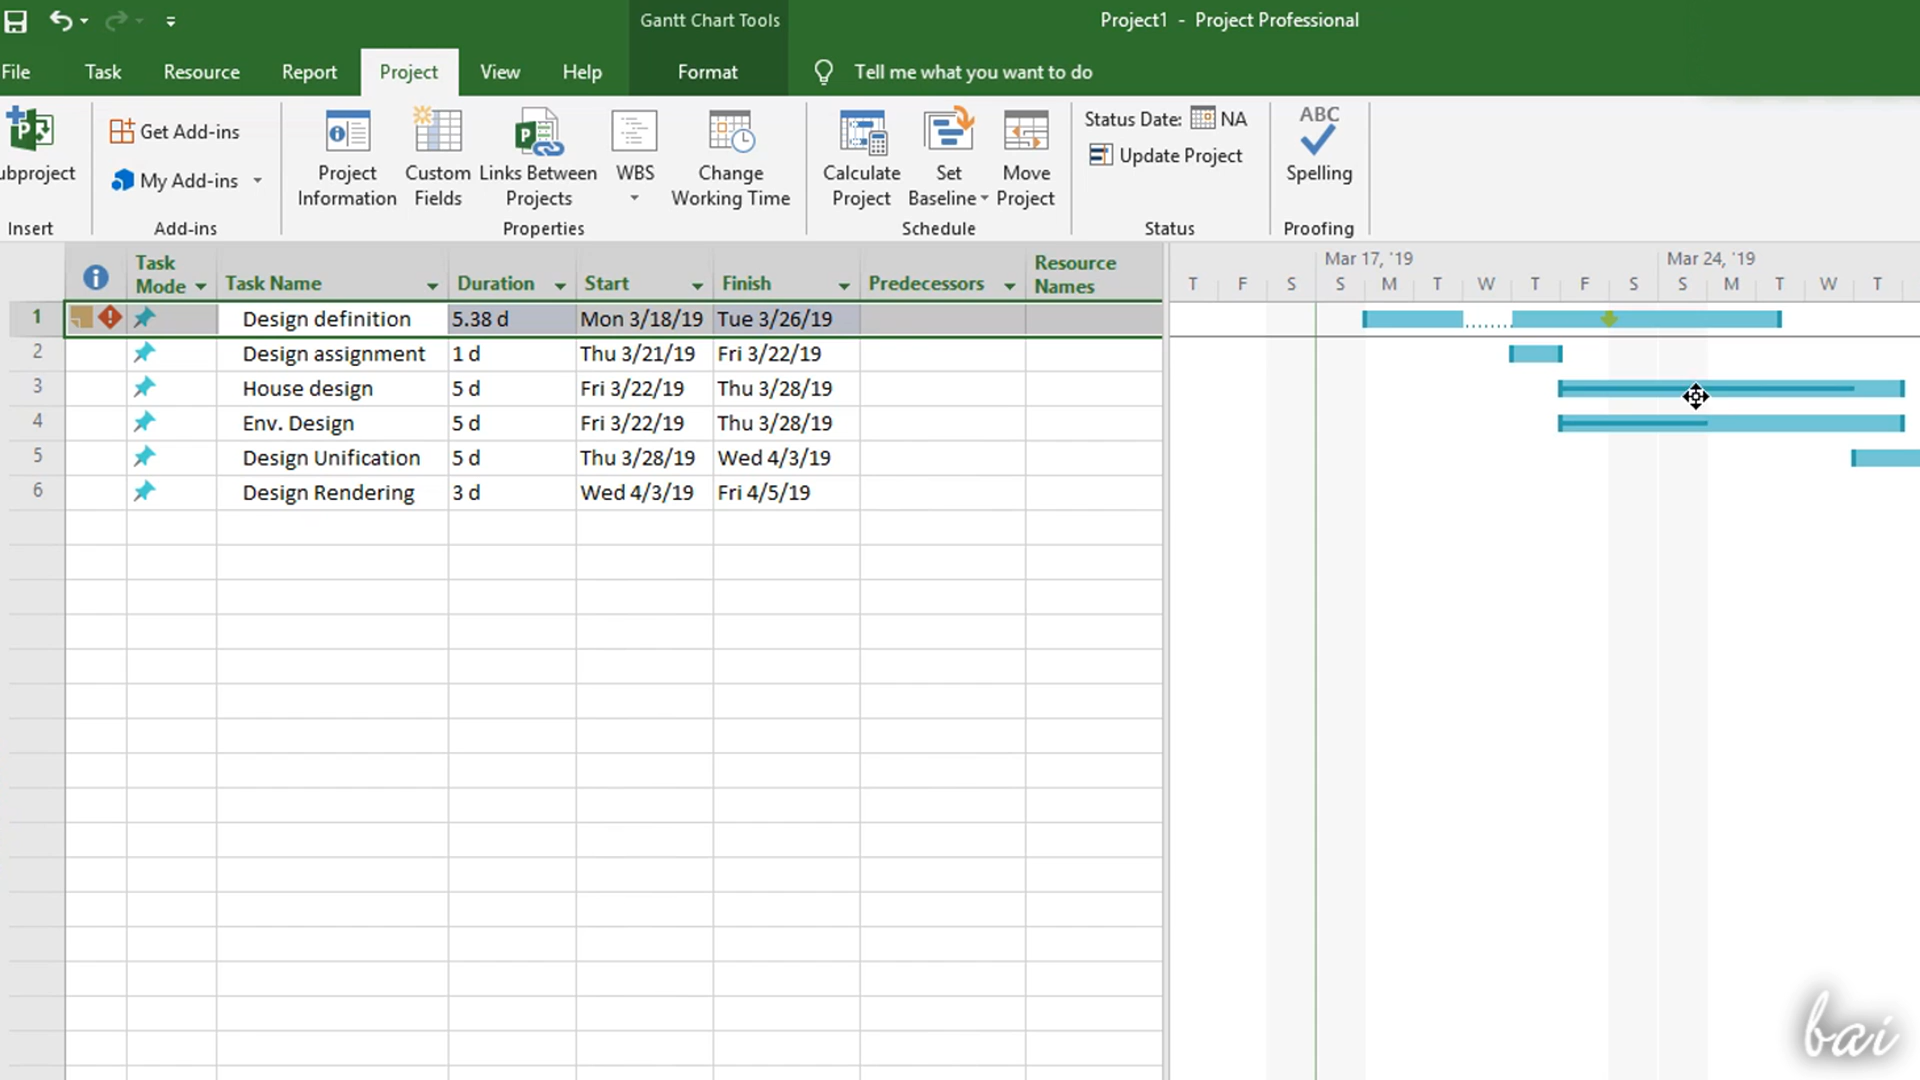 Gantt Chart Tools
Project1 - Project Professional
File Task Resource Report Project View Help Format Tell me what you want to do
ubproject
Get Add-ins
My Add-ins
Project Information
Custom Fields
Links Between Projects
WBS
Change Working Time
Calculate Project
Set Baseline
Move Project
Status Date: NA
Update Project
ABC
Spelling
Insert Add-ins Properties Schedule Status Proofing
Task Mode Task Name Duration Start Finish Predecessors Resource Names
Mar 17, '19 Mar 24, '19
T F S S M T W T F S S M T W T
1 Design definition 5.38 d Mon 3/18/19 Tue 3/26/19
2 Design assignment 1 d Thu 3/21/19 Fri 3/22/19
3 House design 5 d Fri 3/22/19 Thu 3/28/19
4 Env. Design 5 d Fri 3/22/19 Thu 3/28/19
5 Design Unification 5 d Thu 3/28/19 Wed 4/3/19
6 Design Rendering 3 d Wed 4/3/19 Fri 4/5/19
bai